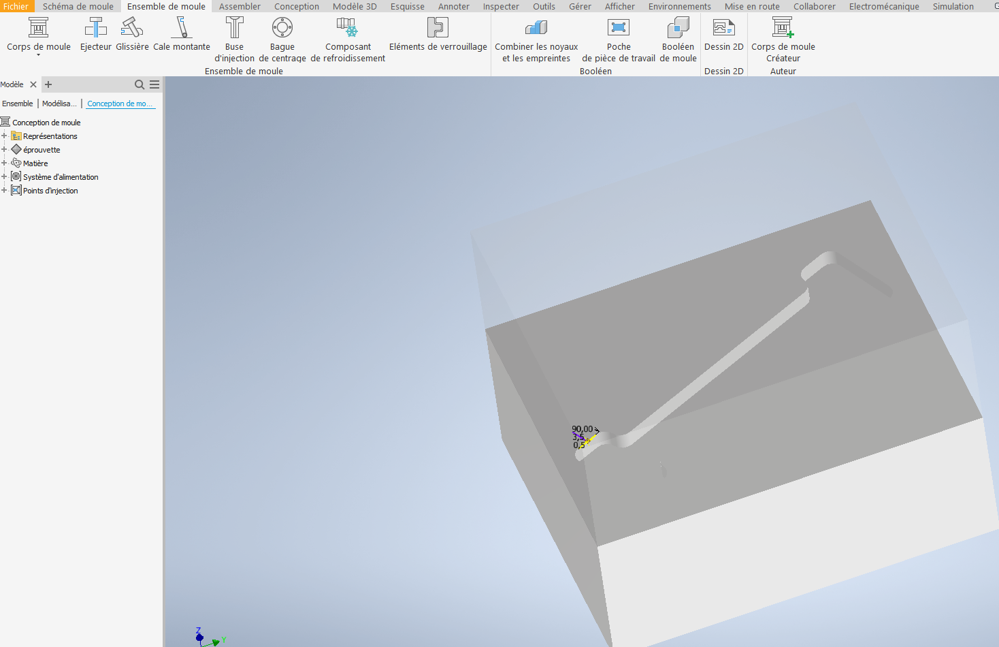 Fichier Schéma de moule Ensemble de moule Assembler Conception Modèle 3D Esquisse Annoter Inspecter Outils Gérer Afficher Environnements Mise en route Collaborer Electromécanique Simulation
Corps de moule Ejecteur Glissière Cale montante Buse d'injection Bague de centrage Composant de refroidissement Eléments de verrouillage Combiner les noyaux et les empreintes Poche de pièce de travail Booléen de moule Dessin 2D Corps de moule Créateur
Ensemble de moule Booléen Dessin 2D Auteur
Modèle
Ensemble Modélisa... Conception de mo...
Conception de moule
Représentations
éprouvette
Matière
Système d'alimentation
Points d'injection
90,00
3,5
0,5
Z
Y